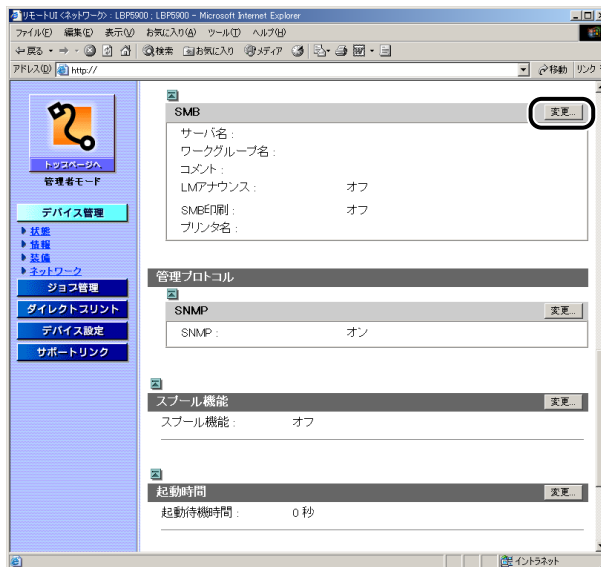 リモートUI <ネットワーク> : LBP5900 ; LBP5900 - Microsoft Internet Explorer
ファイル(F) 編集(E) 表示(V) お気に入り(A) ツール(T) ヘルプ(H)
戻る 検索 お気に入り メディア
アドレス(D) http:// 移動 リンク
トップページへ
管理者モード
デバイス管理
状態
情報
装備
ネットワーク
ジョブ管理
ダイレクトプリント
デバイス設定
サポートリンク
SMB 変更...
サーバ名 :
ワークグループ名 :
コメント :
LMアナウンス : オフ
SMB印刷 : オフ
プリンタ名 :
管理プロトコル
SNMP 変更...
SNMP : オン
スプール機能 変更...
スプール機能 : オフ
起動時間 変更...
起動待機時間 : 0 秒
イントラネット